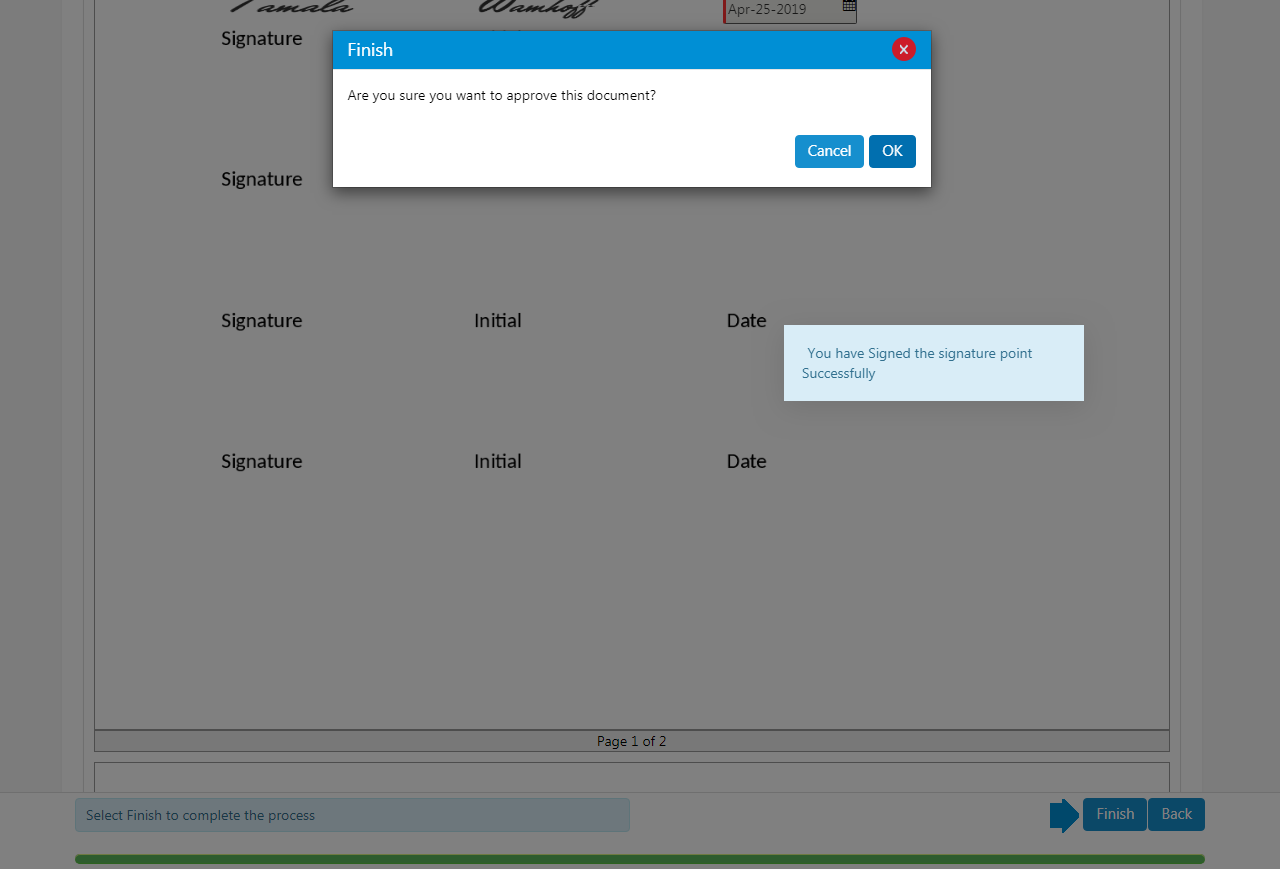 Tamala Wamhoff Apr-25-2019
Signature
Finish
Are you sure you want to approve this document?
Cancel OK
Signature
Signature Initial Date
You have Signed the signature point
Successfully
Signature Initial Date
Page 1 of 2
Select Finish to complete the process
Finish Back